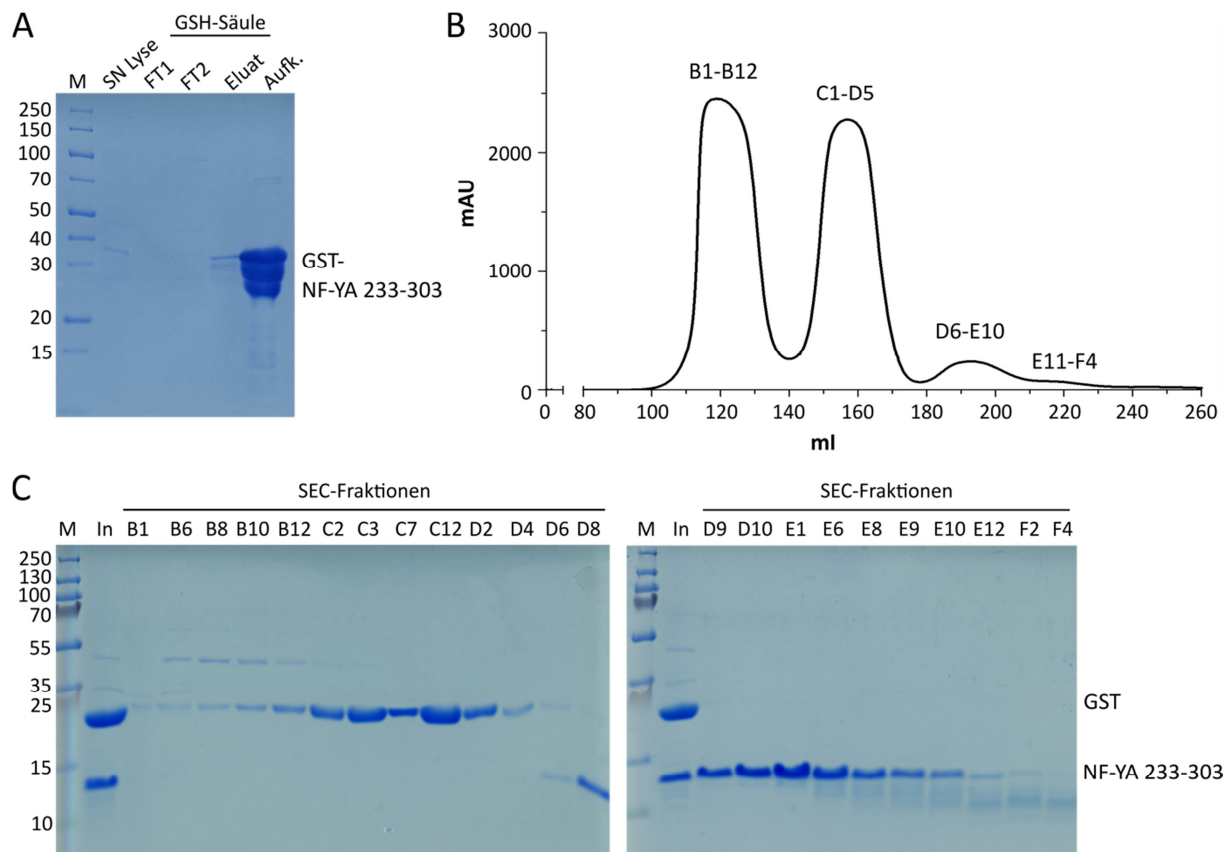 A
GSH-Säule
M SN Lyse FT1 FT2 Eluat Aufk.
250
150
100
70
50
40
30
20
15
GST-
NF-YA 233-303
B
3000
2000
1000
0
mAU
B1-B12
C1-D5
D6-E10
E11-F4
0 80 100 120 140 160 180 200 220 240 260
ml
C
SEC-Fraktionen
M In B1 B6 B8 B10 B12 C2 C3 C7 C12 D2 D4 D6 D8
250
130
100
70
55
35
25
15
10
SEC-Fraktionen
M In D9 D10 E1 E6 E8 E9 E10 E12 F2 F4
GST
NF-YA 233-303